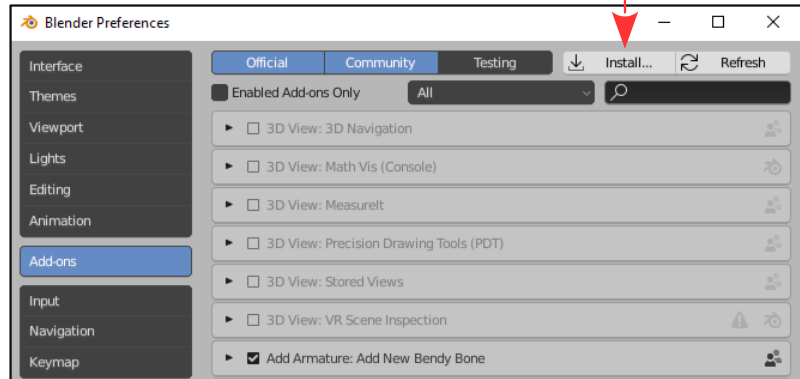 Blender Preferences
Interface
Themes
Viewport
Lights
Editing
Animation
Add-ons
Input
Navigation
Keymap
Official Community Testing Install... Refresh
Enabled Add-ons Only All
3D View: 3D Navigation
3D View: Math Vis (Console)
3D View: MeasureIt
3D View: Precision Drawing Tools (PDT)
3D View: Stored Views
3D View: VR Scene Inspection
Add Armature: Add New Bendy Bone